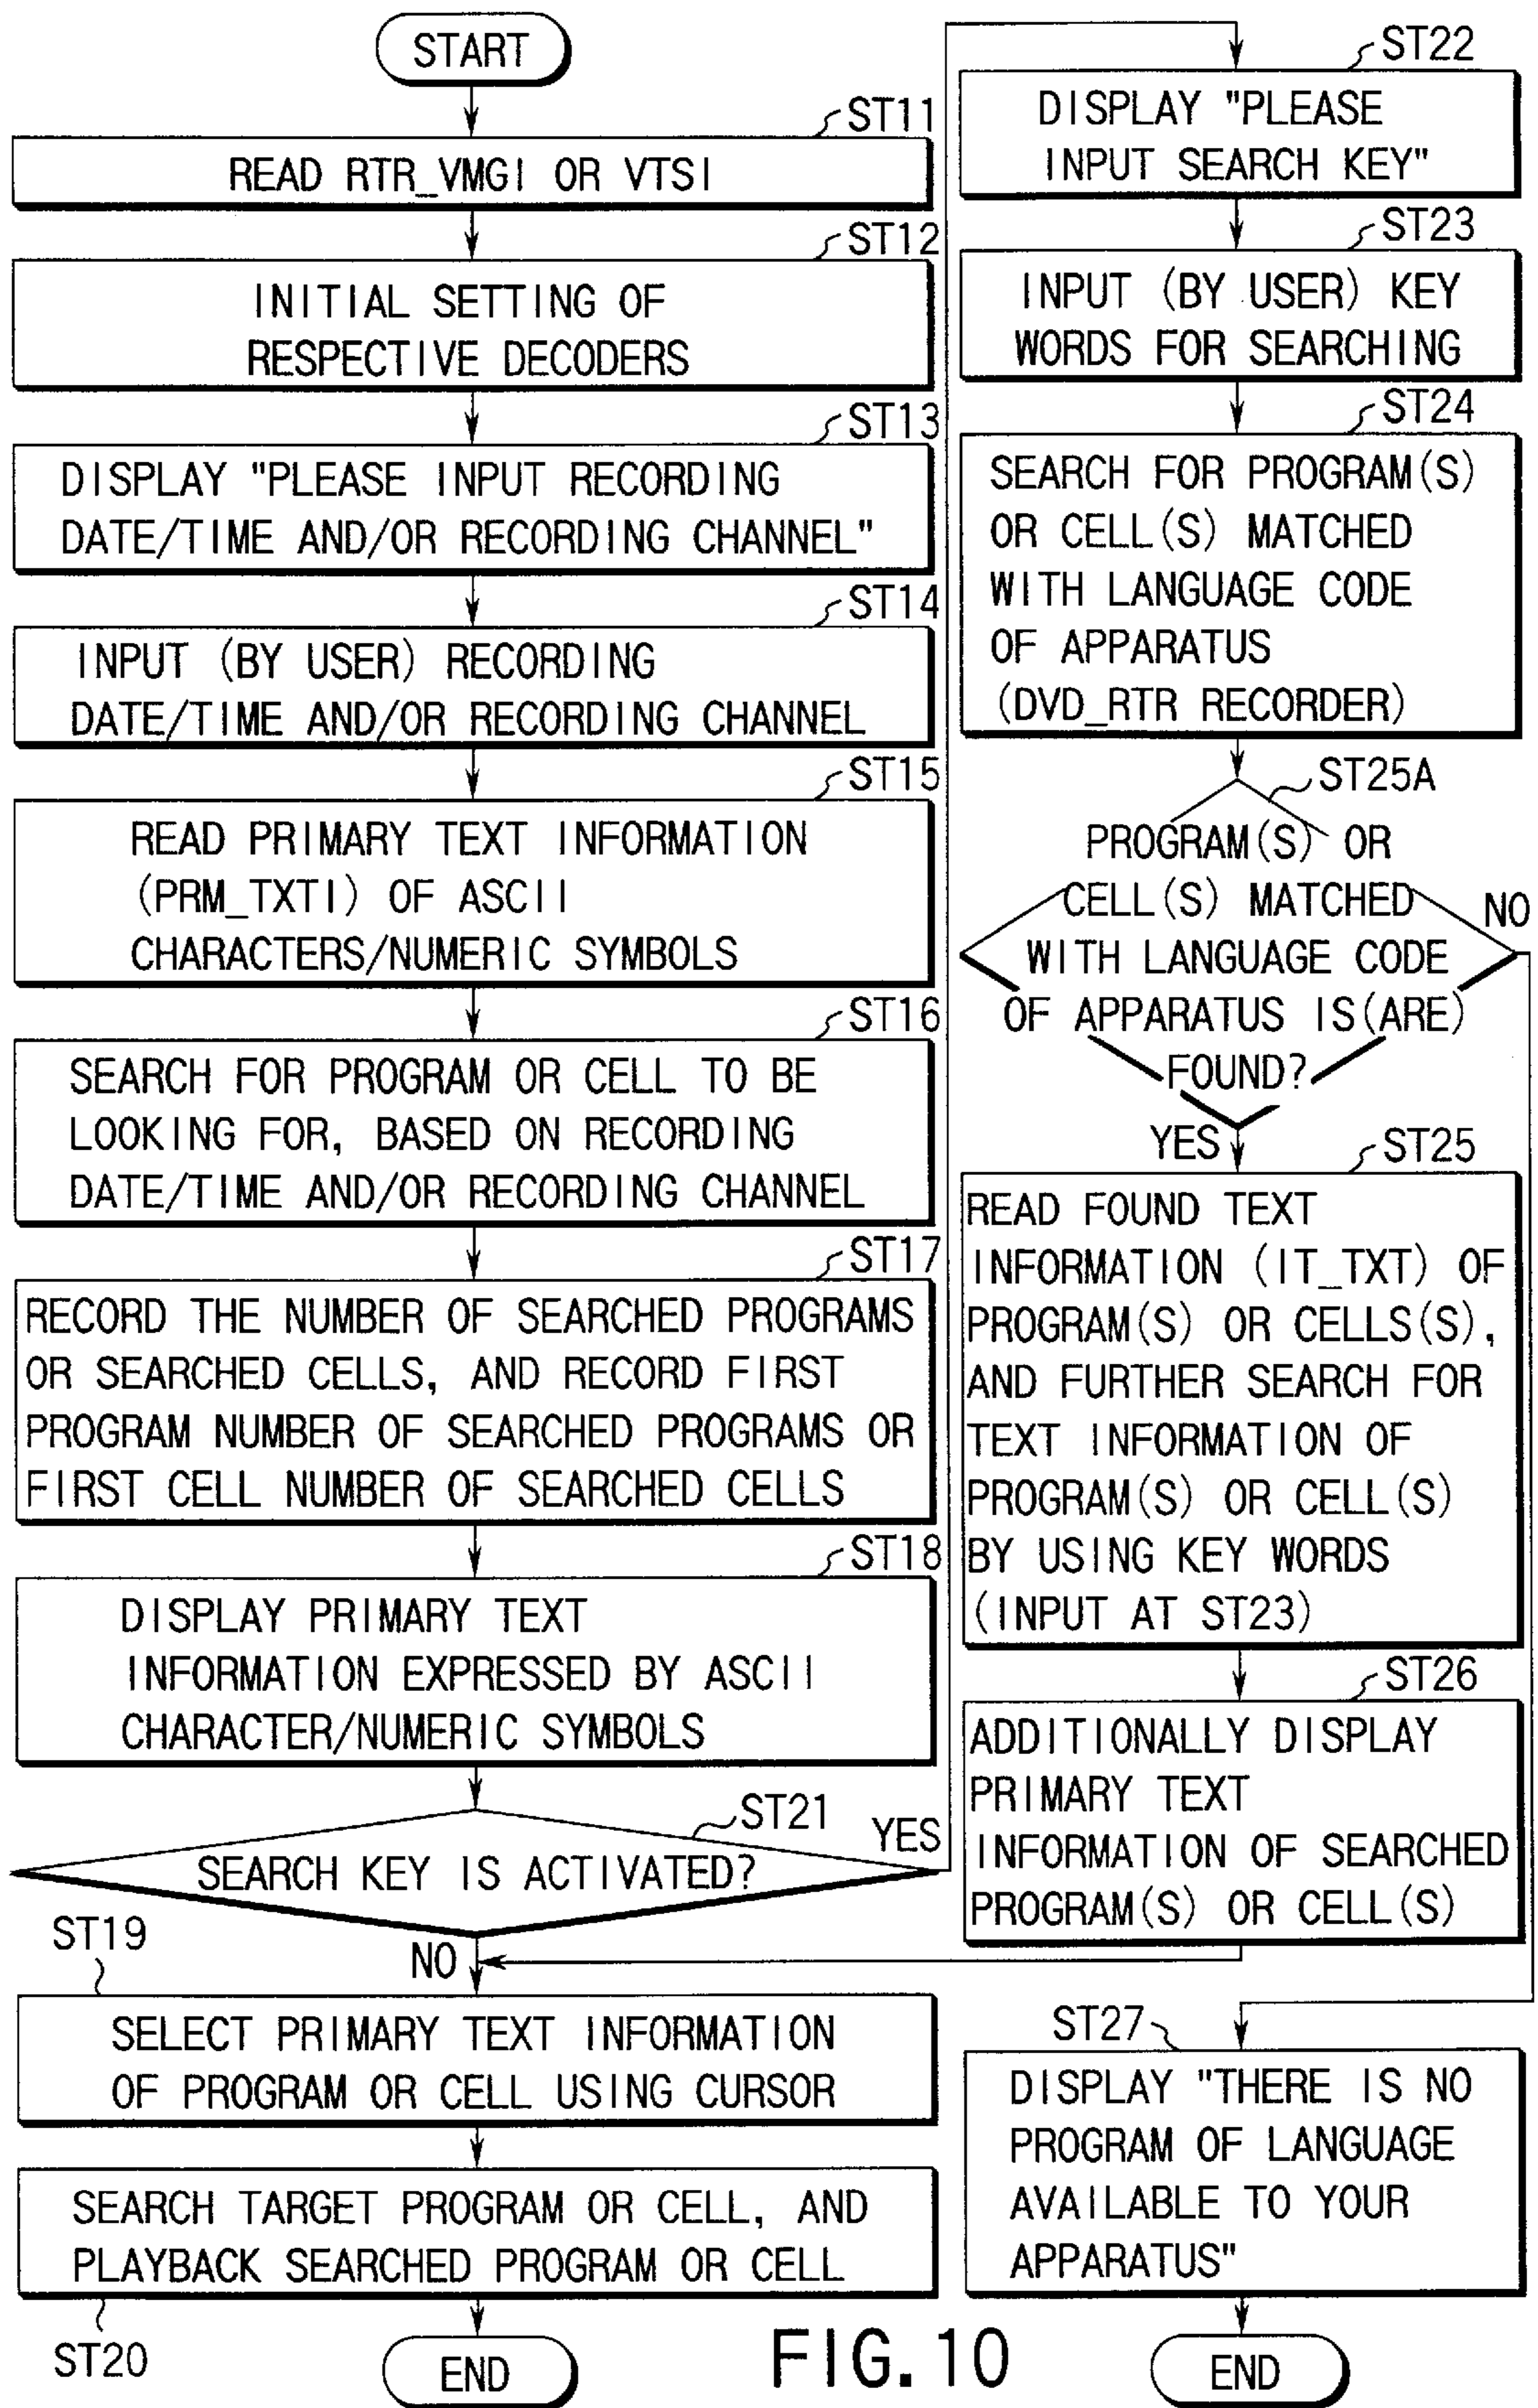 START
ST11
READ RTR_VMGI OR VTSI
ST12
INITIAL SETTING OF
RESPECTIVE DECODERS
ST13
DISPLAY "PLEASE INPUT RECORDING
DATE/TIME AND/OR RECORDING CHANNEL"
ST14
INPUT (BY USER) RECORDING
DATE/TIME AND/OR RECORDING CHANNEL
ST15
READ PRIMARY TEXT INFORMATION
(PRM_TXTI) OF ASCII
CHARACTERS/NUMERIC SYMBOLS
ST16
SEARCH FOR PROGRAM OR CELL TO BE
LOOKING FOR, BASED ON RECORDING
DATE/TIME AND/OR RECORDING CHANNEL
ST17
RECORD THE NUMBER OF SEARCHED PROGRAMS
OR SEARCHED CELLS, AND RECORD FIRST
PROGRAM NUMBER OF SEARCHED PROGRAMS OR
FIRST CELL NUMBER OF SEARCHED CELLS
ST18
DISPLAY PRIMARY TEXT
INFORMATION EXPRESSED BY ASCII
CHARACTER/NUMERIC SYMBOLS
ST21
YES
SEARCH KEY IS ACTIVATED?
NO
ST19
SELECT PRIMARY TEXT INFORMATION
OF PROGRAM OR CELL USING CURSOR
SEARCH TARGET PROGRAM OR CELL, AND
PLAYBACK SEARCHED PROGRAM OR CELL
ST20
END
ST22
DISPLAY "PLEASE
INPUT SEARCH KEY"
ST23
INPUT (BY USER) KEY
WORDS FOR SEARCHING
ST24
SEARCH FOR PROGRAM(S)
OR CELL(S) MATCHED
WITH LANGUAGE CODE
OF APPARATUS
(DVD_RTR RECORDER)
ST25A
PROGRAM(S) OR
CELL(S) MATCHED
WITH LANGUAGE CODE
OF APPARATUS IS(ARE)
FOUND?
NO
YES
ST25
READ FOUND TEXT
INFORMATION (IT_TXT) OF
PROGRAM(S) OR CELLS(S),
AND FURTHER SEARCH FOR
TEXT INFORMATION OF
PROGRAM(S) OR CELL(S)
BY USING KEY WORDS
(INPUT AT ST23)
ST26
ADDITIONALLY DISPLAY
PRIMARY TEXT
INFORMATION OF SEARCHED
PROGRAM(S) OR CELL(S)
ST27
DISPLAY "THERE IS NO
PROGRAM OF LANGUAGE
AVAILABLE TO YOUR
APPARATUS"
END
FIG. 10